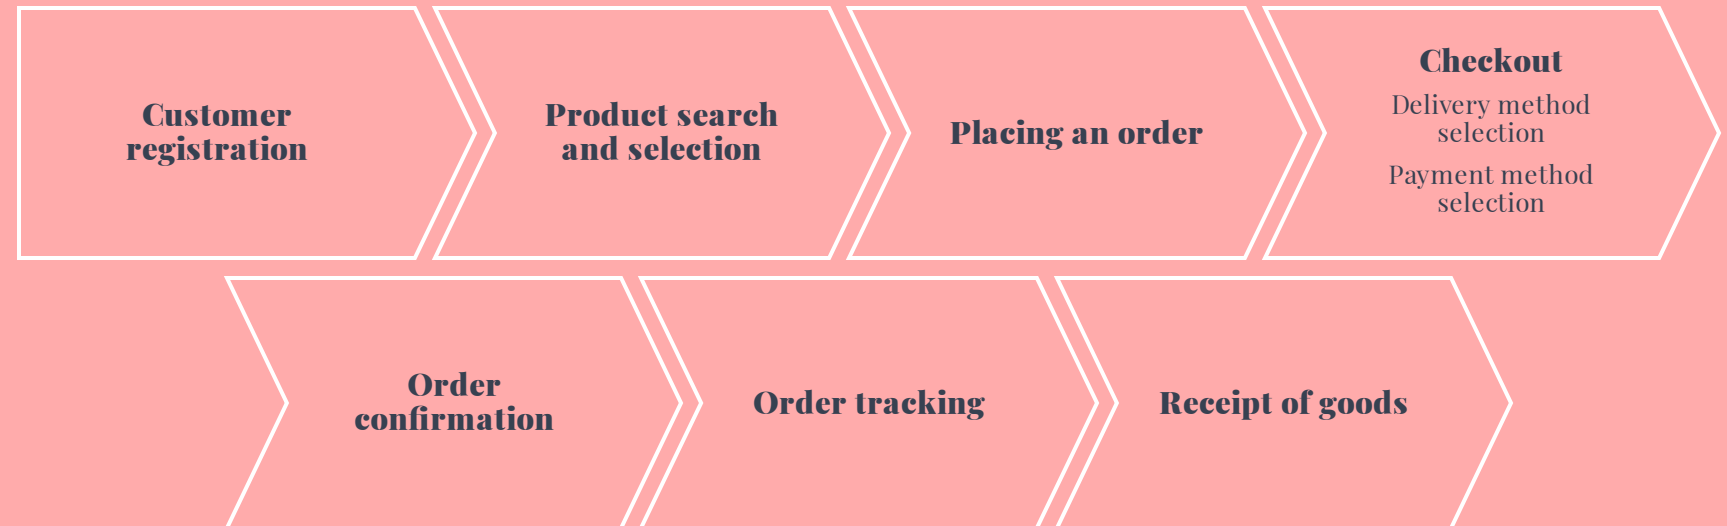 Customer
registration
Product search
and selection
Placing an order
Checkout
Delivery method
selection
Payment method
selection
Order
confirmation
Order tracking
Receipt of goods